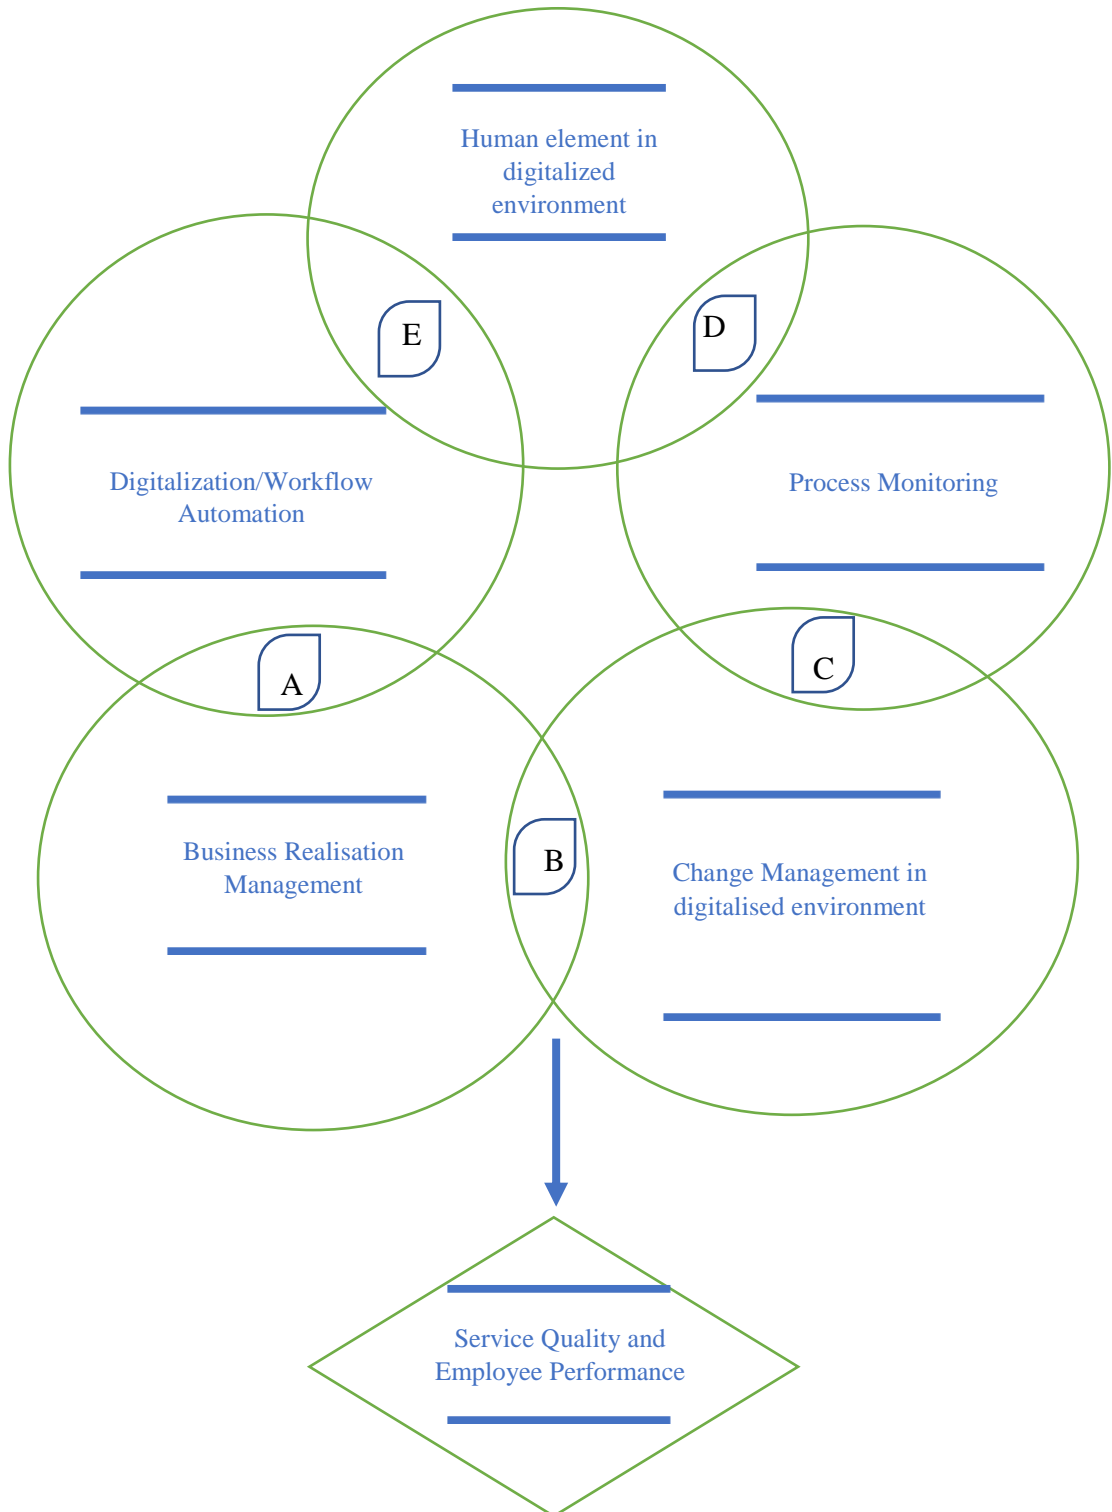 Human element in
digitalized
environment
E
D
Digitalization/Workflow
Automation
Process Monitoring
A
C
Business Realisation
Management
B
Change Management in
digitalised environment
Service Quality and
Employee Performance